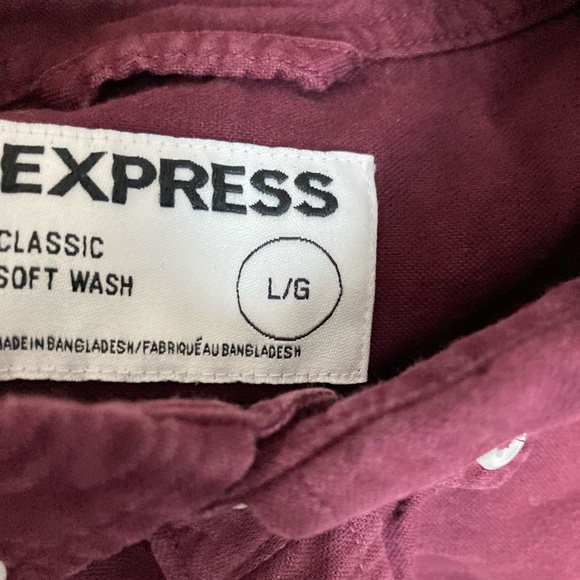 EXPRESS
CLASSIC
SOFT WASH
L/G
MADE IN BANGLADESH/FABRIQUÉ AU BANGLADESH